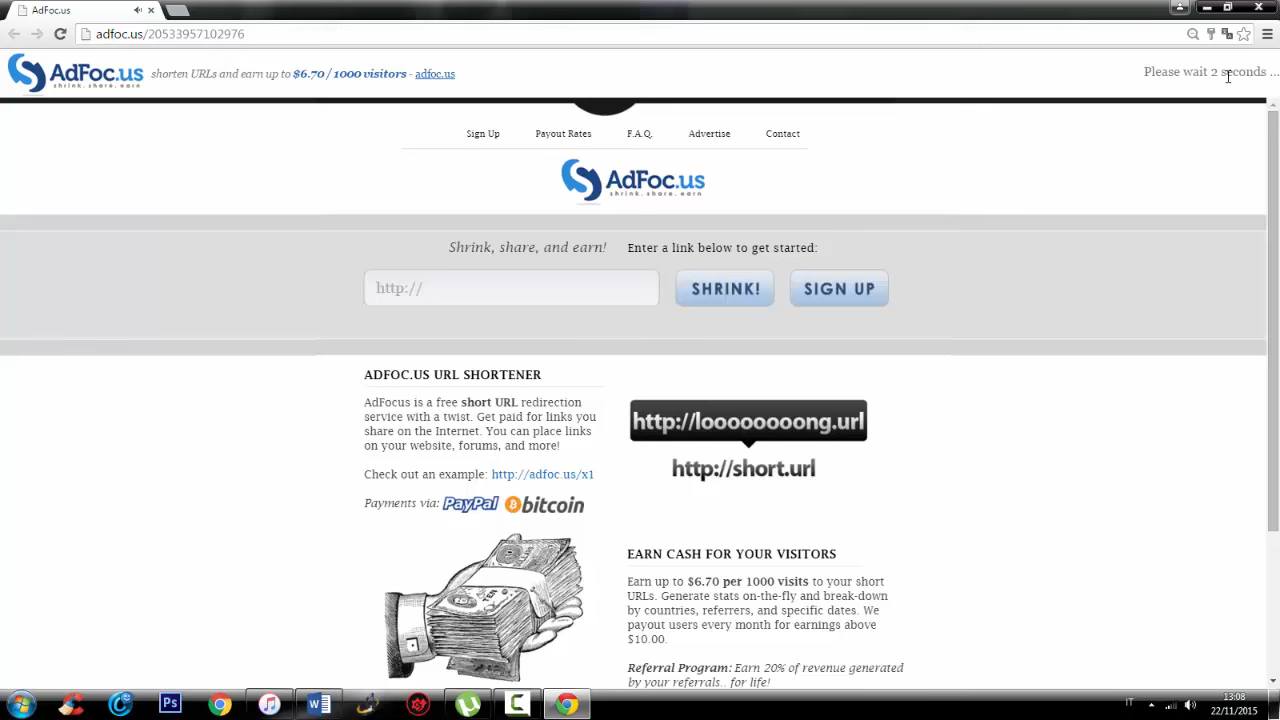 AdFoc.us
adfoc.us/20533957102976
AdFoc.us
shrink. share. earn.
shorten URLs and earn up to $6.70 / 1000 visitors - adfoc.us
Please wait 2 seconds ...
Sign Up Payout Rates F.A.Q. Advertise Contact
AdFoc.us
shrink. share. earn.
Shrink, share, and earn! Enter a link below to get started:
http:// SHRINK! SIGN UP
ADFOC.US URL SHORTENER
AdFocus is a free short URL redirection
service with a twist. Get paid for links you
share on the Internet. You can place links
on your website, forums, and more!
Check out an example: http://adfoc.us/x1
Payments via: PayPal bitcoin
http://loooooooong.url
http://short.url
EARN CASH FOR YOUR VISITORS
Earn up to $6.70 per 1000 visits to your short
URLs. Generate stats on-the-fly and break-down
by countries, referrers, and specific dates. We
payout users every month for earnings above
$10.00.
Referral Program: Earn 20% of revenue generated
by your referrals.. for life!
Ps W IT 13:08
22/11/2015